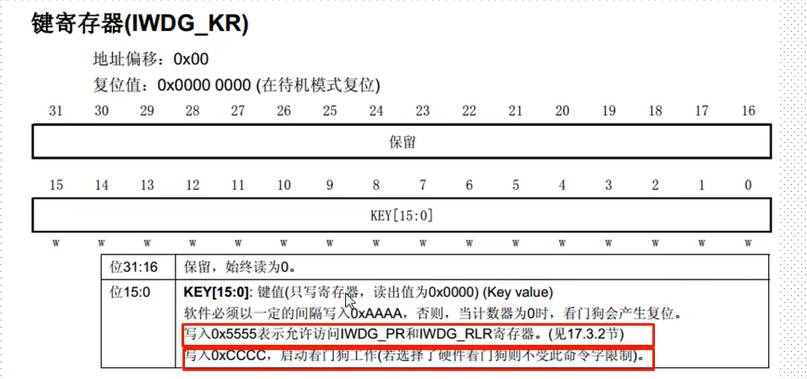 键寄存器(IWDG_KR)
地址偏移：0x00
复位值：0x0000 0000 (在待机模式复位)
31 30 29 28 27 26 25 24 23 22 21 20 19 18 17 16
保留
15 14 13 12 11 10 9 8 7 6 5 4 3 2 1 0
KEY[15:0]
w w w w w w w w w w w w w w w w
位31:16 保留，始终读为0。
位15:0 KEY[15:0]: 键值(只写寄存器，读出值为0x0000) (Key value)
软件必须以一定的间隔写入0xAAAA，否则，当计数器为0时，看门狗会产生复位。
写入0x5555表示允许访问IWDG_PR和IWDG_RLR寄存器。(见17.3.2节)
写入0xCCCC，启动看门狗工作(若选择了硬件看门狗则不受此命令字限制)。